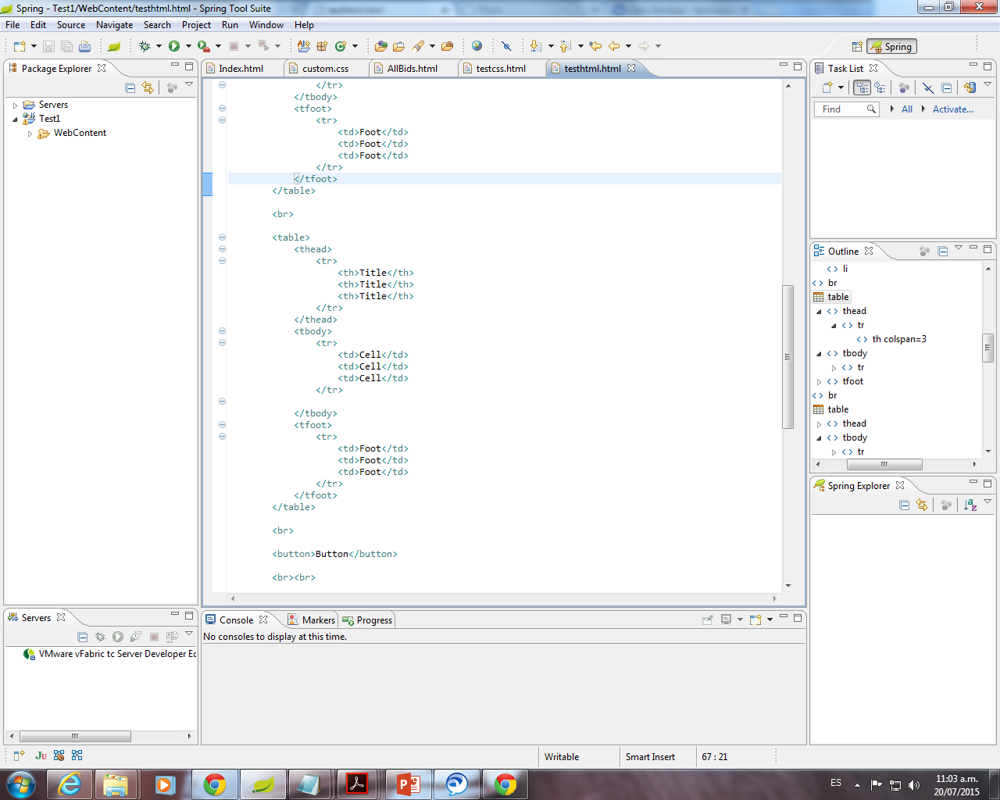 Spring - Test1/WebContent/testhtml.html - Spring Tool Suite
File Edit Source Navigate Search Project Run Window Help
Spring
Package Explorer
Servers
Test1
WebContent
Index.html custom.css AllBids.html testcss.html testhtml.html
</tr>
</tbody>
<tfoot>
<tr>
<td>Foot</td>
<td>Foot</td>
<td>Foot</td>
</tr>
</tfoot>
</table>
<br>
<table>
<thead>
<tr>
<th>Title</th>
<th>Title</th>
<th>Title</th>
</tr>
</thead>
<tbody>
<tr>
<td>Cell</td>
<td>Cell</td>
<td>Cell</td>
</tr>
</tbody>
<tfoot>
<tr>
<td>Foot</td>
<td>Foot</td>
<td>Foot</td>
</tr>
</tfoot>
</table>
<br>
<button>Button</button>
<br><br>
Task List
Find All Activate...
Outline
li
br
table
thead
tr
th colspan=3
tbody
tr
tfoot
br
table
thead
tbody
tr
Spring Explorer
Servers
VMware vFabric tc Server Developer Ec
Console Markers Progress
No consoles to display at this time.
Writable Smart Insert 67 : 21
ES
11:03 a.m.
20/07/2015